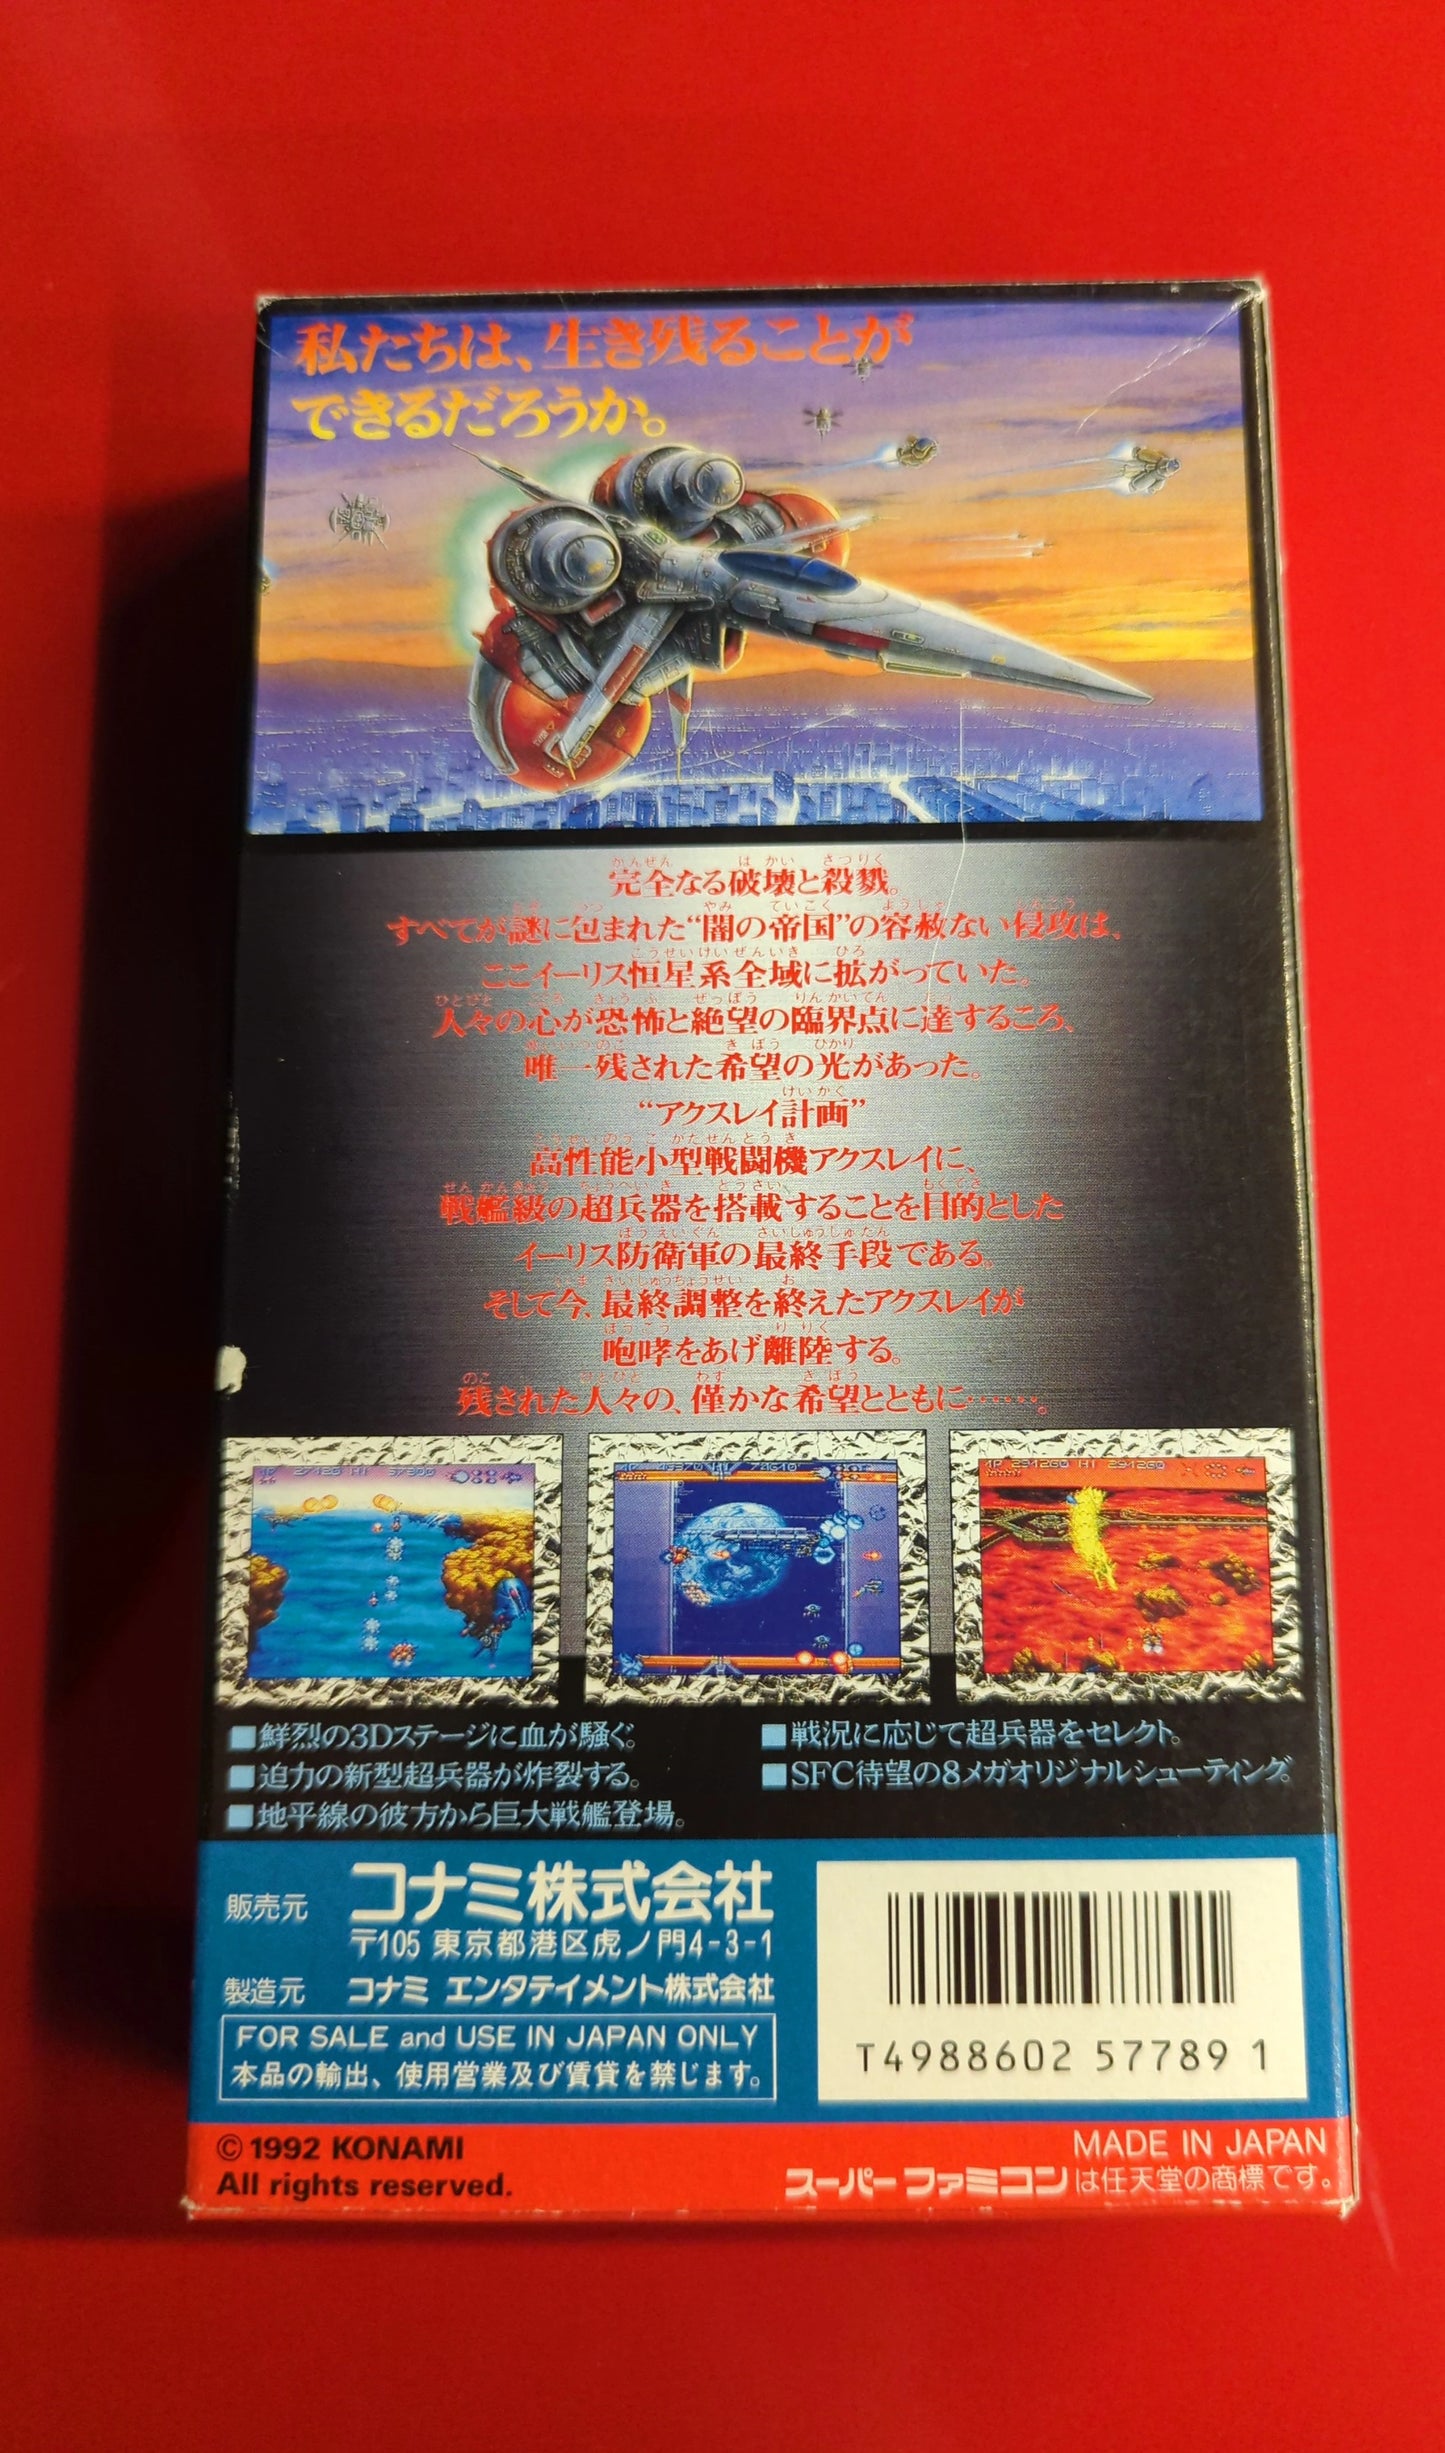 私たちは、生き残ることが
できるだろうか。
完全なる破壊と殺戮。
すべてが謎に包まれた“闇の帝国”の容赦ない侵攻は、
ここイーリス恒星系全域に拡がっていた。
人々の心が恐怖と絶望の臨界点に達するころ、
唯一残された希望の光があった。
“アクスレイ計画”
高性能小型戦闘機アクスレイに、
戦艦級の超兵器を搭載することを目的とした
イーリス防衛軍の最終手段である。
そして今、最終調整を終えたアクスレイが
咆哮をあげ離陸する。
残された人々の、僅かな希望とともに……。
1P 27420 HI 37300
1P HI
1P 294260 HI 294260
■鮮烈の3Dステージに血が騒ぐ。
■迫力の新型超兵器が炸裂する。
■地平線の彼方から巨大戦艦登場。
■戦況に応じて超兵器をセレクト。
■SFC待望の8メガオリジナルシューティング。
販売元 コナミ株式会社
〒105 東京都港区虎ノ門4-3-1
製造元 コナミ エンタテイメント株式会社
FOR SALE and USE IN JAPAN ONLY
本品の輸出、使用営業及び賃貸を禁じます。
T4988602 57789 1
© 1992 KONAMI
All rights reserved.
MADE IN JAPAN
スーパーファミコンは任天堂の商標です。